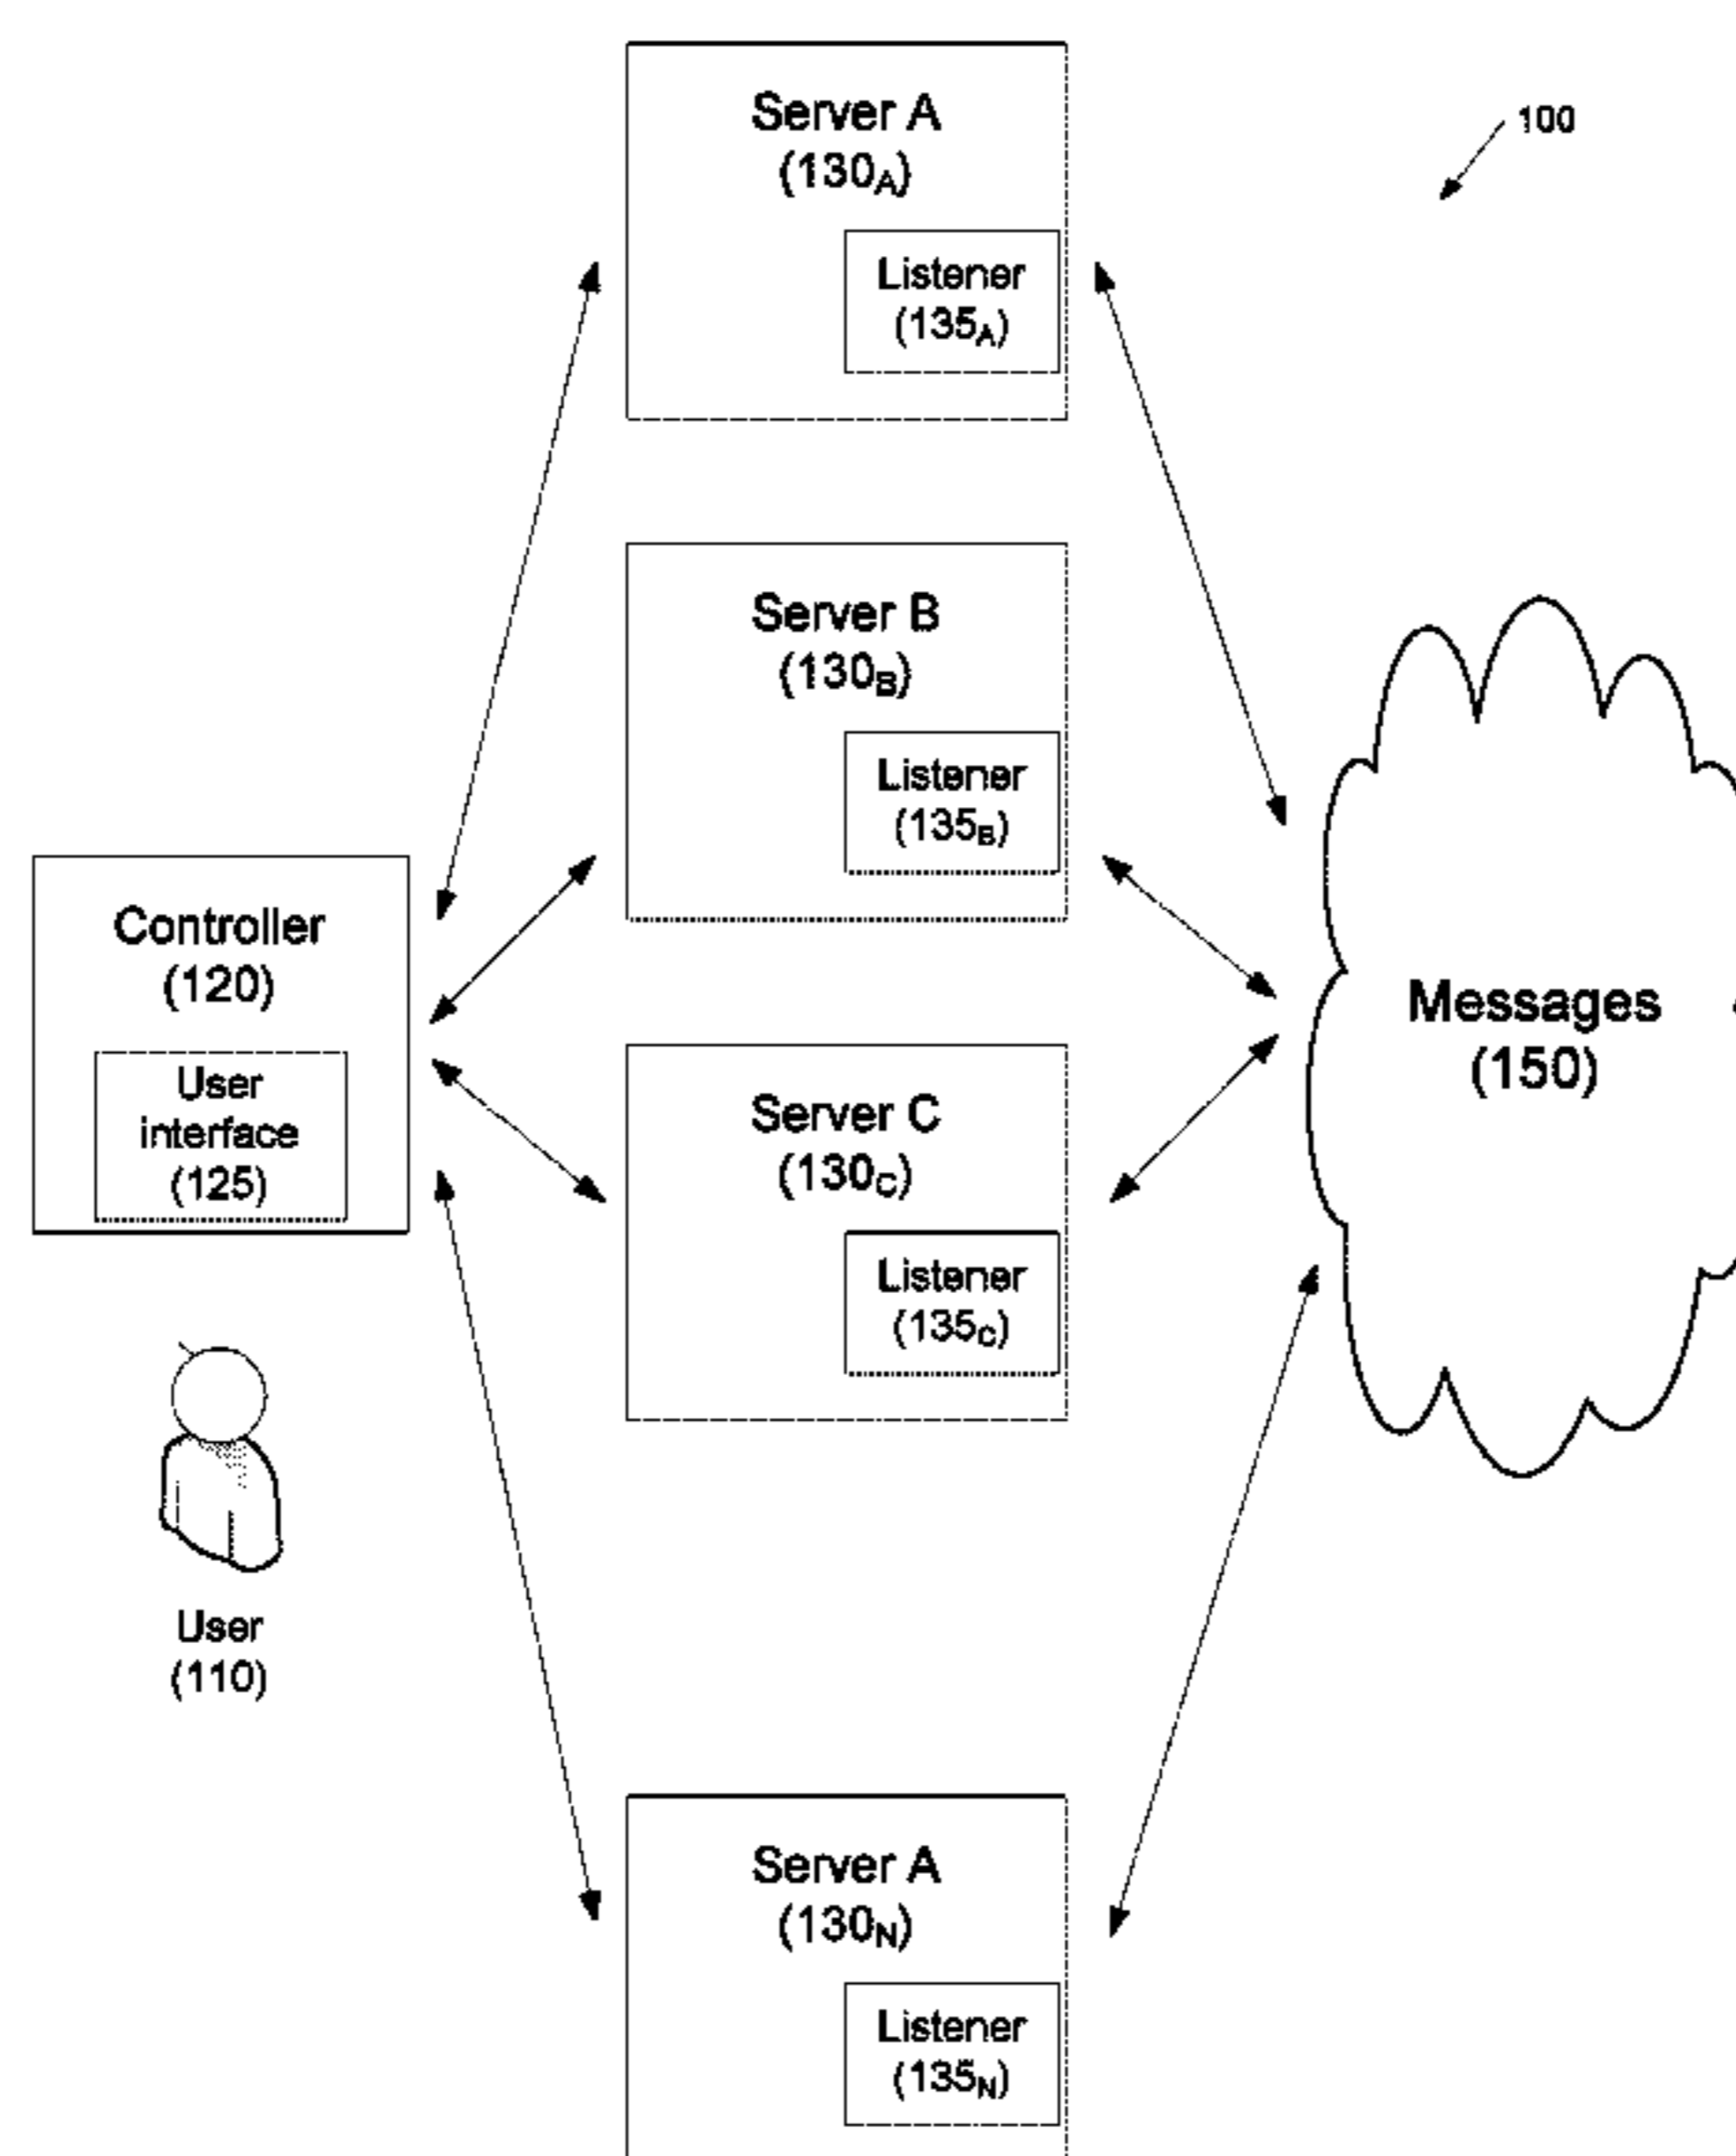 Server A
(130A)
Listener
(135A)
100
Server B
(130B)
Listener
(135B)
Controller
(120)
User
interface
(125)
Messages
(150)
Server C
(130C)
Listener
(135C)
User
(110)
Server A
(130N)
Listener
(135N)